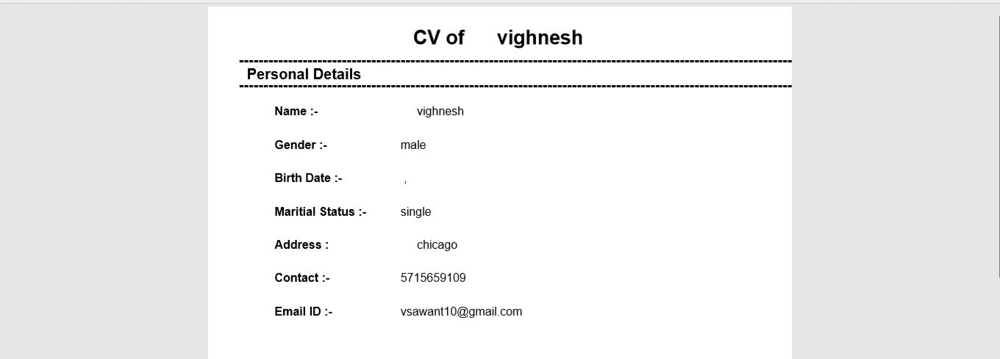 CV of vighnesh
Personal Details
Name :- vighnesh
Gender :- male
Birth Date :- ,
Maritial Status :- single
Address : chicago
Contact :- 5715659109
Email ID :- vsawant10@gmail.com